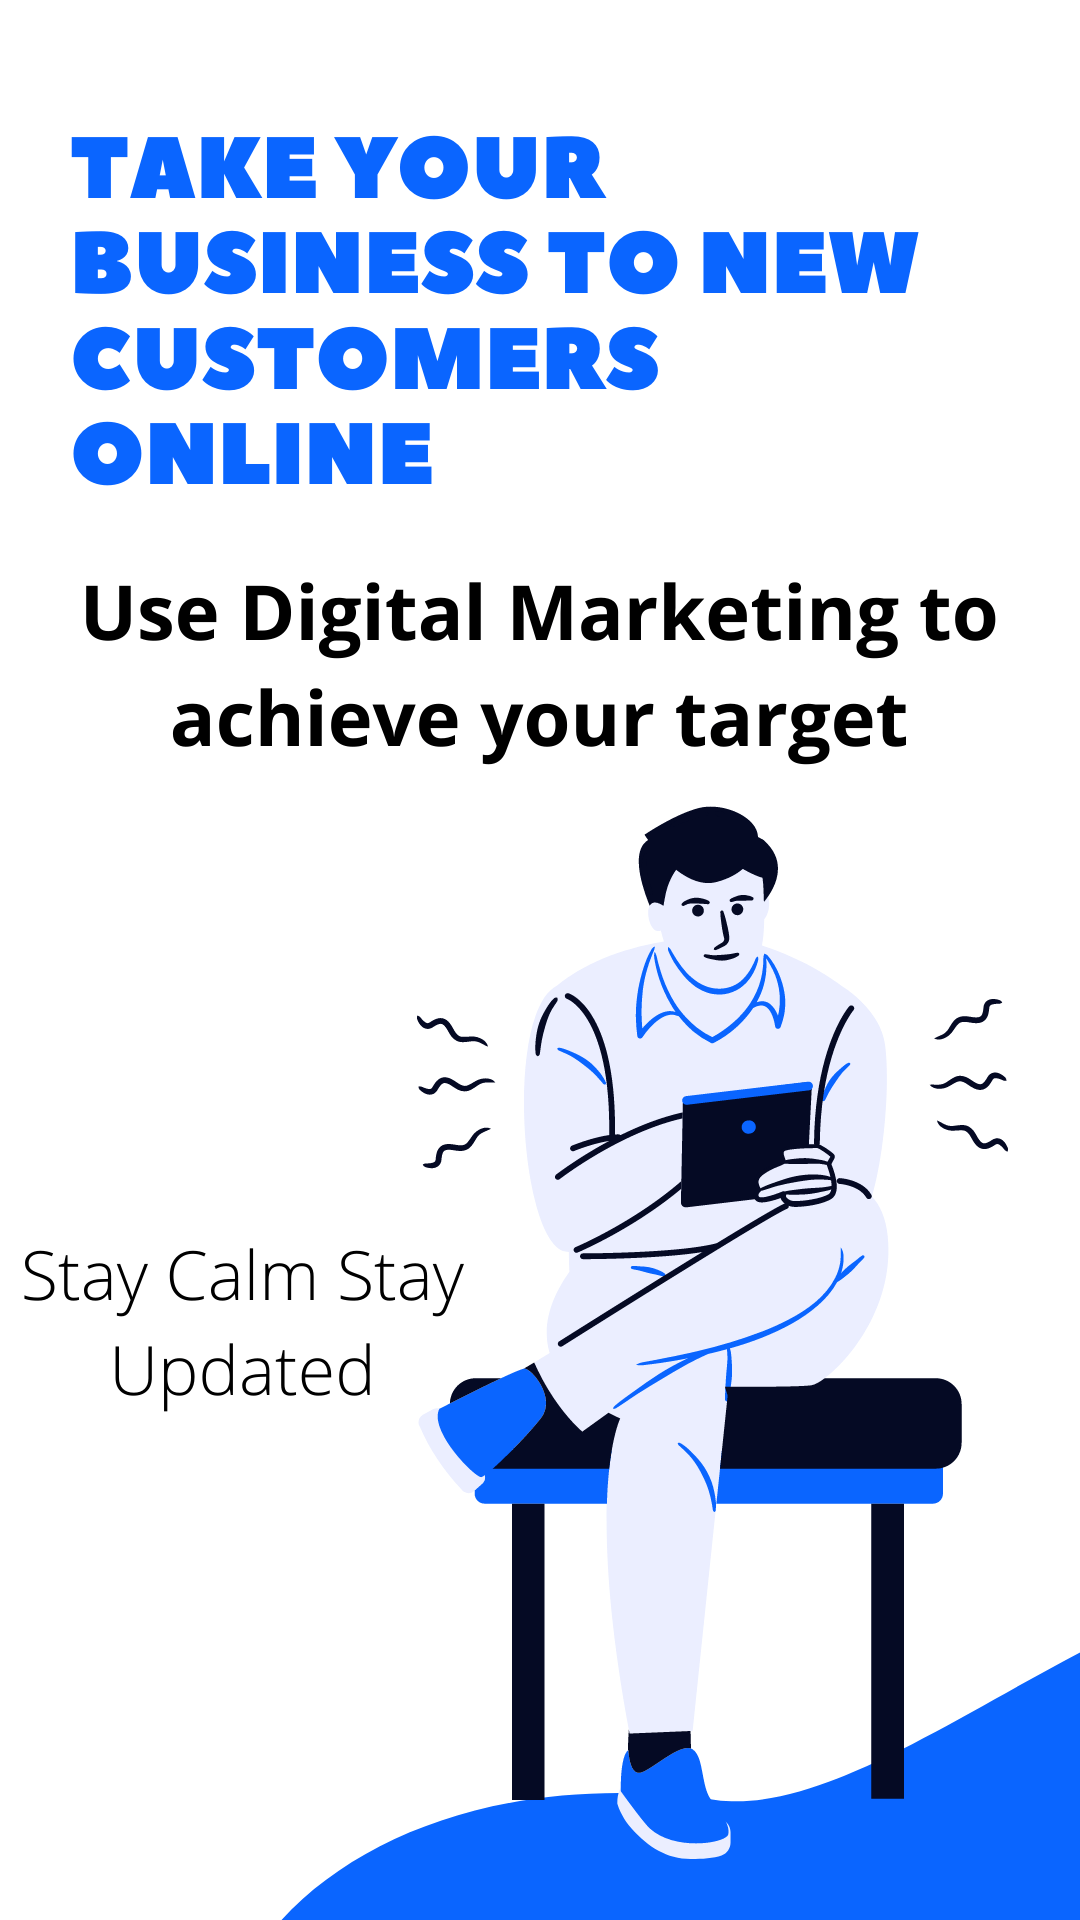 TAKE YOUR
BUSINESS TO NEW
CUSTOMERS
ONLINE
Use Digital Marketing to
achieve your target
Stay Calm Stay
Updated